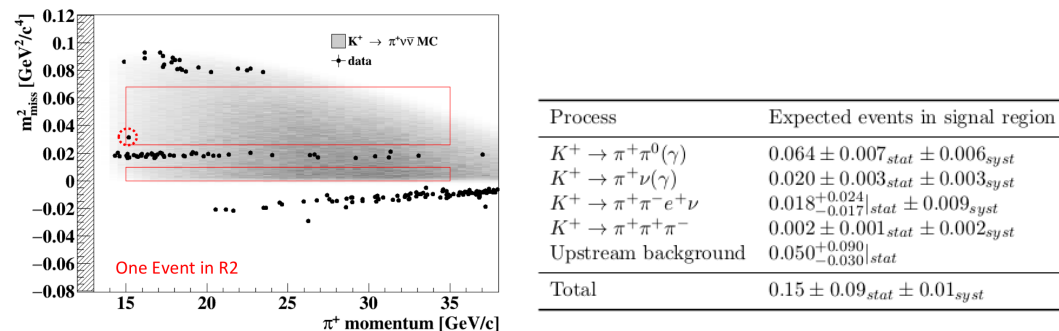 0.12
0.1
0.08
0.06
0.04
0.02
0
−0.02
−0.04
−0.06
−0.08
m²miss [GeV²/c⁴]
K⁺ → π⁺νν̄ MC
data
One Event in R2
15 20 25 30 35
π⁺ momentum [GeV/c]
Process Expected events in signal region
K⁺ → π⁺π⁰(γ) 0.064 ± 0.007stat ± 0.006syst
K⁺ → π⁺ν(γ) 0.020 ± 0.003stat ± 0.003syst
K⁺ → π⁺π⁻e⁺ν 0.018+0.024−0.017|stat ± 0.009syst
K⁺ → π⁺π⁺π⁻ 0.002 ± 0.001stat ± 0.002syst
Upstream background 0.050+0.090−0.030|stat
Total 0.15 ± 0.09stat ± 0.01syst